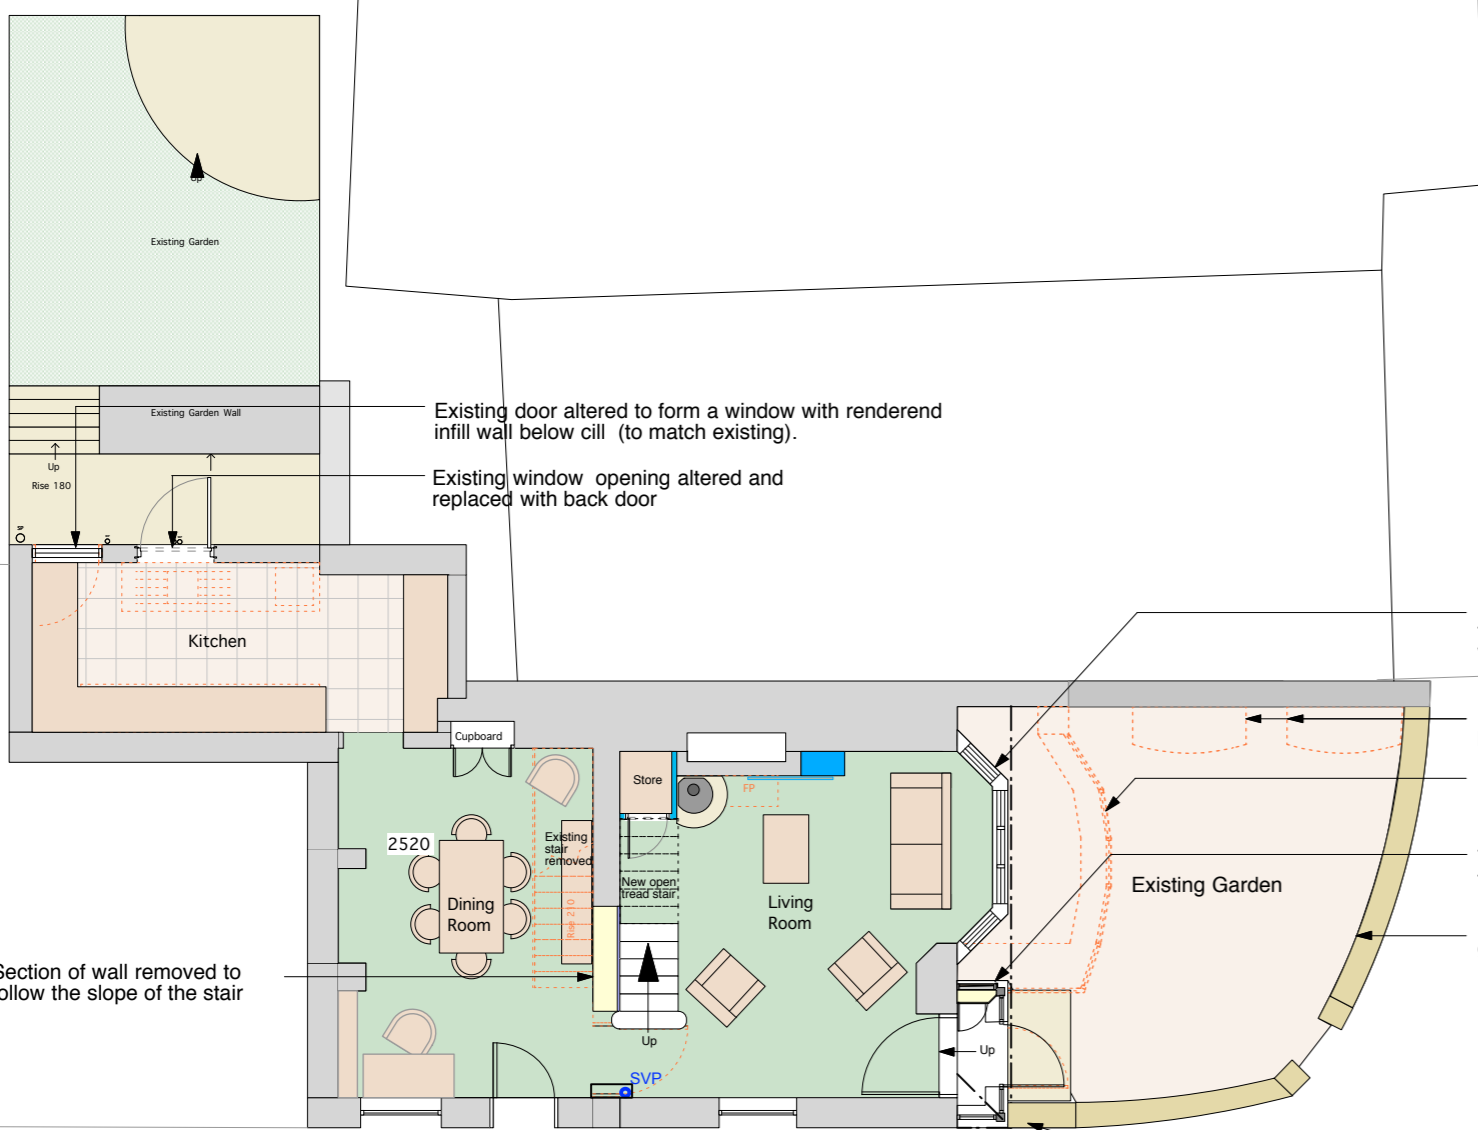 Up
Existing Garden
Existing Garden Wall
Existing door altered to form a window with renderend
infill wall below cill (to match existing).
Up
Rise 180
Existing window opening altered and
replaced with back door
Kitchen
Cupboard
Store
FP
2520
Existing
stair
removed
New open
tread stair
Rise 210
Dining
Room
Living
Room
Existing Garden
Section of wall removed to
follow the slope of the stair
Up
Up
SVP